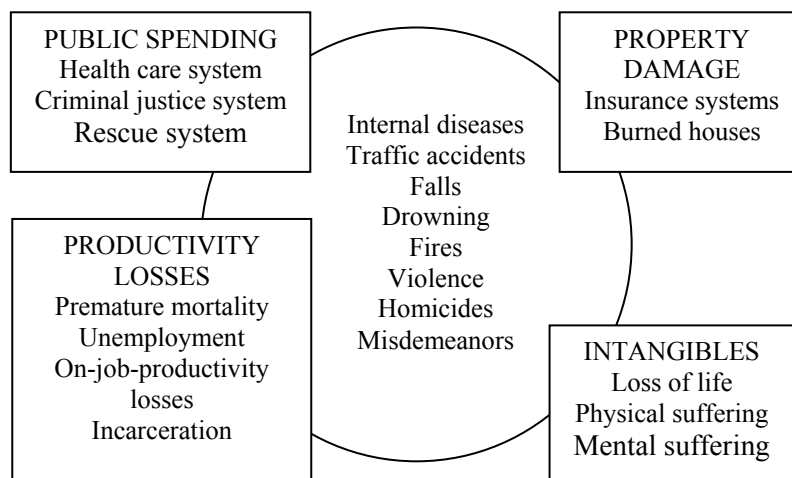 PUBLIC SPENDING
Health care system
Criminal justice system
Rescue system
PROPERTY
DAMAGE
Insurance systems
Burned houses
Internal diseases
Traffic accidents
Falls
Drowning
Fires
Violence
Homicides
Misdemeanors
PRODUCTIVITY
LOSSES
Premature mortality
Unemployment
On-job-productivity
losses
Incarceration
INTANGIBLES
Loss of life
Physical suffering
Mental suffering